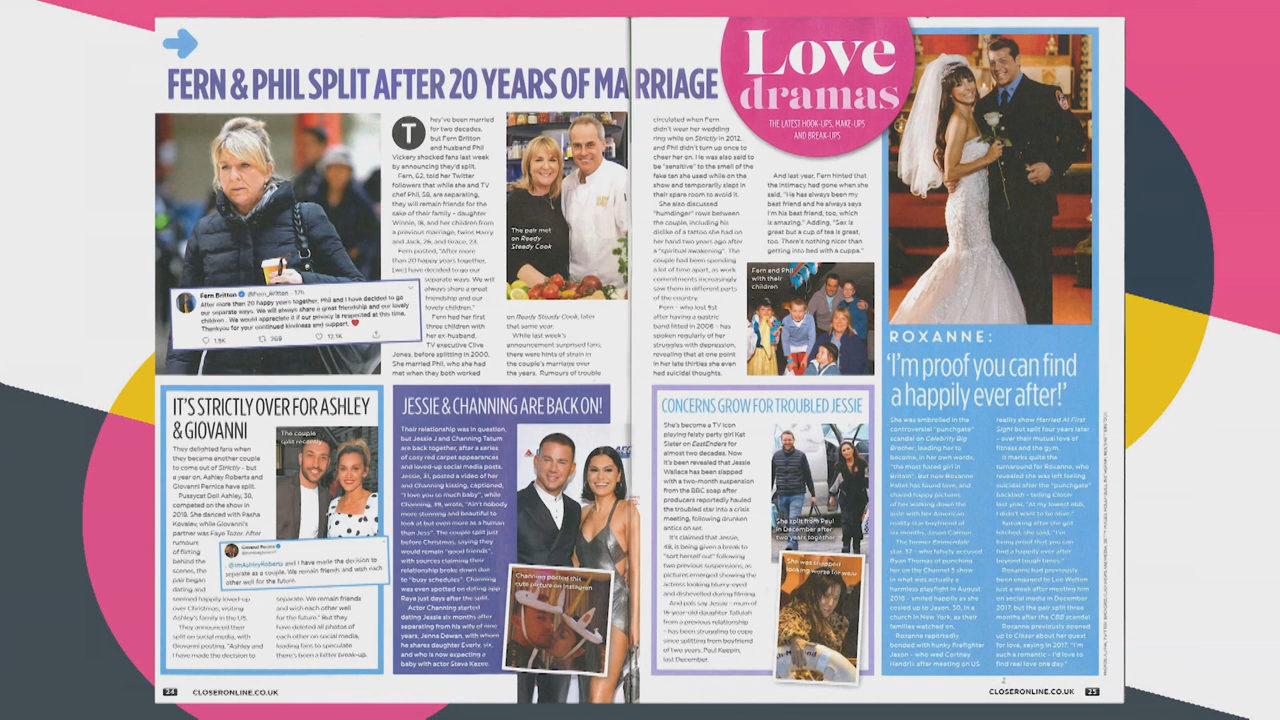 FERN & PHIL SPLIT AFTER 20 YEARS OF MARRIAGE
They've been married
for two decades,
but Fern Britton
and husband Phil
Vickery shocked fans last week
by announcing they'd split.
Fern, 62, told her Twitter
followers that while she and TV
chef Phil, 58, are separating,
they will remain friends for the
sake of their family - daughter
Winnie, 18, and her children from
a previous marriage, twins Harry
and Jack, 26, and Grace, 23.
Fern posted, "After more
than 20 happy years together,
[we] have decided to go our
separate ways. We will
always share a great
friendship and our
lovely children."
Fern had her first
three children with
her ex-husband,
TV executive Clive
Jones, before splitting in 2000.
She married Phil, who she had
met when they both worked
The pair met
on Ready
Steady Cook
on Ready Steady Cook, later
that same year.
While last week's
announcement surprised fans,
there were hints of strain in
the couple's marriage over
the years. Rumours of trouble
Fern Britton @Fern_Britton · 17h
After more than 20 happy years together, Phil and I have decided to go
our separate ways. We will always share a great friendship and our lovely
children . We would appreciate it if our privacy is respected at this time.
Thankyou for your continued kindness and support. ❤
circulated when Fern
didn't wear her wedding
ring while on Strictly in 2012,
and Phil didn't turn up once to
cheer her on. He was also said to
be "sensitive" to the smell of the
fake tan she used while on the
show and temporarily slept in
their spare room to avoid it.
She also discussed
"humdinger" rows between
the couple, including his
dislike of a tattoo she had on
her hand two years ago after
a "spiritual awakening". The
couple had been spending
a lot of time apart, as work
commitments increasingly
saw them in different parts
of the country.
Fern - who lost 5st
after having a gastric
band fitted in 2006 - has
spoken regularly of her
struggles with depression,
revealing that at one point
in her late thirties she even
had suicidal thoughts.
Love
dramas
THE LATEST HOOK-UPS, MAKE-UPS
AND BREAK-UPS
And last year, Fern hinted that
the intimacy had gone when she
said, "He has always been my
best friend and he always says
I'm his best friend, too, which
is amazing." Adding, "Sex is
great but a cup of tea is great,
too. There's nothing nicer than
getting into bed with a cuppa."
Fern and Phil
with their
children
IT'S STRICTLY OVER FOR ASHLEY
& GIOVANNI
They delighted fans when
they became another couple
to come out of Strictly - but
a year on, Ashley Roberts and
Giovanni Pernice have split.
Pussycat Doll Ashley, 38,
competed on the show in
2018. She danced with Pasha
Kovalev, while Giovanni's
partner was Faye Tozer. After
rumours
of flirting
behind the
scenes, the
pair began
dating and
seemed happily loved-up
over Christmas, visiting
Ashley's family in the US.
They announced their
split on social media, with
Giovanni posting, "Ashley and
I have made the decision to
The couple
split recently
Giovanni Pernice
@ImAshleyRoberts and I have made the decision to
separate as a couple. We remain friends and wish each
other well for the future.
separate. We remain friends
and wish each other well
for the future." But they
have deleted all photos of
each other on social media,
leading fans to speculate
there's been a bitter break-up.
JESSIE & CHANNING ARE BACK ON!
Their relationship was in question,
but Jessie J and Channing Tatum
are back together, after a series
of cosy red carpet appearances
and loved-up social media posts.
Jessie, 31, posted a video of her
and Channing kissing, captioned,
"I love you so much baby", while
Channing, 39, wrote, "Ain't nobody
more stunning and beautiful to
look at but even more as a human
than Jess". The couple split just
before Christmas, saying they
would remain "good friends",
with sources claiming their
relationship broke down due
to "busy schedules". Channing
was even spotted on dating app
Raya just days after the split.
Actor Channing started
dating Jessie six months after
separating from his wife of nine
years, Jenna Dewan, with whom
he shares daughter Everly, six,
and who is now expecting a
baby with actor Steve Kazee.
Channing posted this
cute picture on Instagram
CONCERNS GROW FOR TROUBLED JESSIE
She's become a TV icon
playing feisty party girl Kat
Slater on EastEnders for
almost two decades. Now
it's been revealed that Jessie
Wallace has been slapped
with a two-month suspension
from the BBC soap after
producers reportedly hauled
the troubled star into a crisis
meeting, following drunken
antics on set.
It's claimed that Jessie,
48, is being given a break to
"sort herself out" following
two previous suspensions, as
pictures emerged showing the
actress looking blurry-eyed
and dishevelled during filming.
And pals say Jessie - mum of
14-year-old daughter Tallulah
from a previous relationship
- has been struggling to cope
since splitting from boyfriend
of two years, Paul Keepin,
last December.
She split from Paul
in December after
two years together
She was snapped
looking worse for wear
ROXANNE:
'I'm proof you can find
a happily ever after!'
She was embroiled in the
controversial "punchgate"
scandal on Celebrity Big
Brother, leading her to
become, in her own words,
"the most hated girl in
Britain". But now Roxanne
Pallett has found love, and
shared happy pictures
of her walking down the
aisle with her American
reality star boyfriend of
six months, Jason Carrion.
The former Emmerdale
star, 37 - who falsely accused
Ryan Thomas of punching
her on the Channel 5 show
in what was actually a
harmless playfight in August
2018 - smiled happily as she
cosied up to Jason, 30, in a
church in New York, as their
families watched on.
Roxanne reportedly
bonded with hunky firefighter
Jason - who wed Cortney
Hendrix after meeting on US
reality show Married At First
Sight but split four years later
- over their mutual love of
fitness and the gym.
It marks quite the
turnaround for Roxanne, who
revealed she was left feeling
suicidal after the "punchgate"
backlash - telling Closer
last year, "At my lowest ebb,
I didn't want to be alive."
Speaking after she got
hitched, she said, "I'm
living proof that you can
find a happily ever after
beyond tough times."
Roxanne had previously
been engaged to Lee Walton
just a week after meeting him
on social media in December
2017, but the pair split three
months after the CBB scandal.
Roxanne previously opened
up to Closer about her quest
for love, saying in 2017, "I'm
such a romantic - I'd love to
find real love one day."
24 CLOSERONLINE.CO.UK
CLOSERONLINE.CO.UK 25